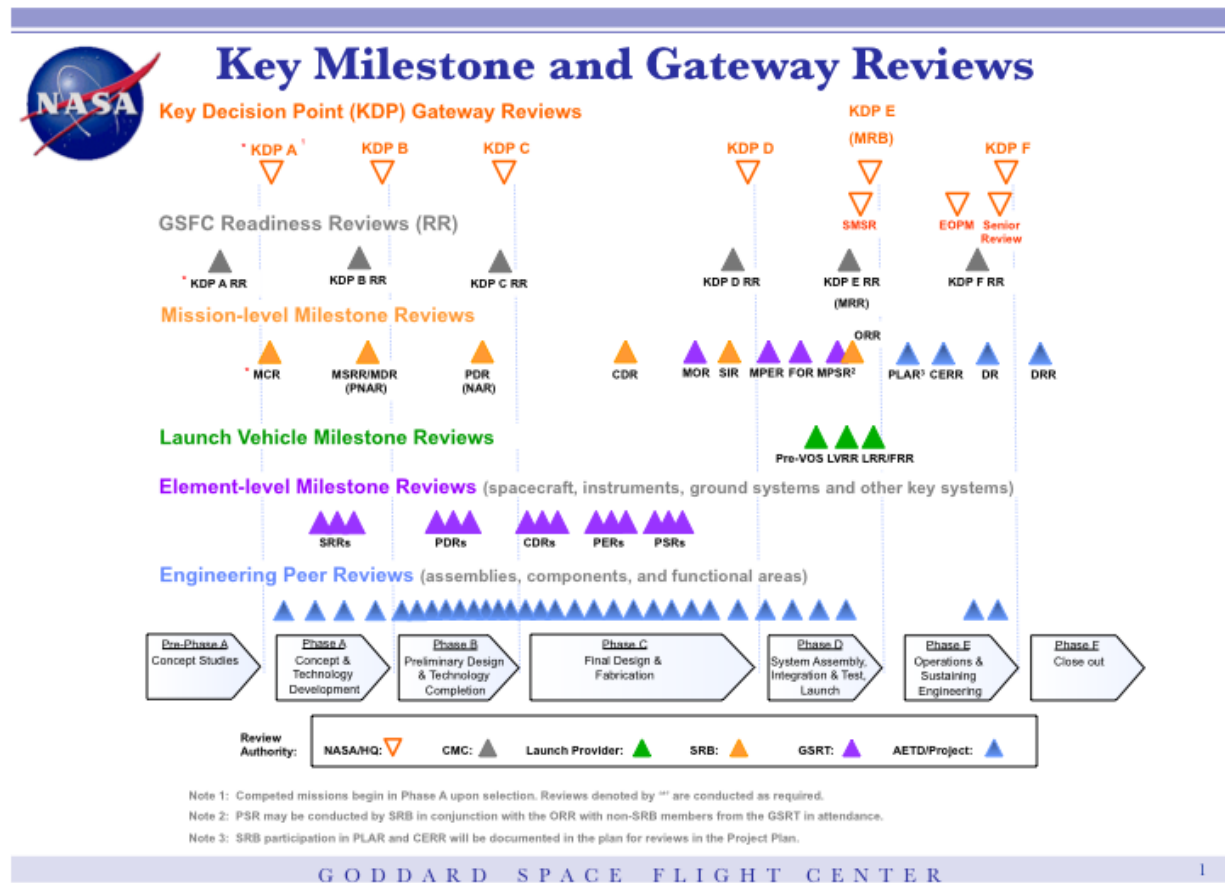 Key Milestone and Gateway Reviews
NASA
Key Decision Point (KDP) Gateway Reviews
KDP E
(MRB)
* KDP A ¹
KDP B
KDP C
KDP D
KDP F
GSFC Readiness Reviews (RR)
SMSR
EOPM
Senior
Review
* KDP A RR
KDP B RR
KDP C RR
KDP D RR
KDP E RR
(MRR)
KDP F RR
Mission-level Milestone Reviews
ORR
* MCR
MSRR/MDR
(PNAR)
PDR
(NAR)
CDR
MOR
SIR
MPER
FOR
MPSR²
PLAR³
CERR
DR
DRR
Launch Vehicle Milestone Reviews
Pre-VOS LVRR LRR/FRR
Element-level Milestone Reviews (spacecraft, instruments, ground systems and other key systems)
SRRs
PDRs
CDRs
PERs
PSRs
Engineering Peer Reviews (assemblies, components, and functional areas)
Pre-Phase A
Concept Studies
Phase A
Concept &
Technology
Development
Phase B
Preliminary Design
& Technology
Completion
Phase C
Final Design &
Fabrication
Phase D
System Assembly,
Integration & Test,
Launch
Phase E
Operations &
Sustaining
Engineering
Phase F
Close out
Review
Authority:
NASA/HQ:
CMC:
Launch Provider:
SRB:
GSRT:
AETD/Project:
Note 1: Competed missions begin in Phase A upon selection. Reviews denoted by "*" are conducted as required.
Note 2: PSR may be conducted by SRB in conjunction with the ORR with non-SRB members from the GSRT in attendance.
Note 3: SRB participation in PLAR and CERR will be documented in the plan for reviews in the Project Plan.
GODDARD SPACE FLIGHT CENTER
1